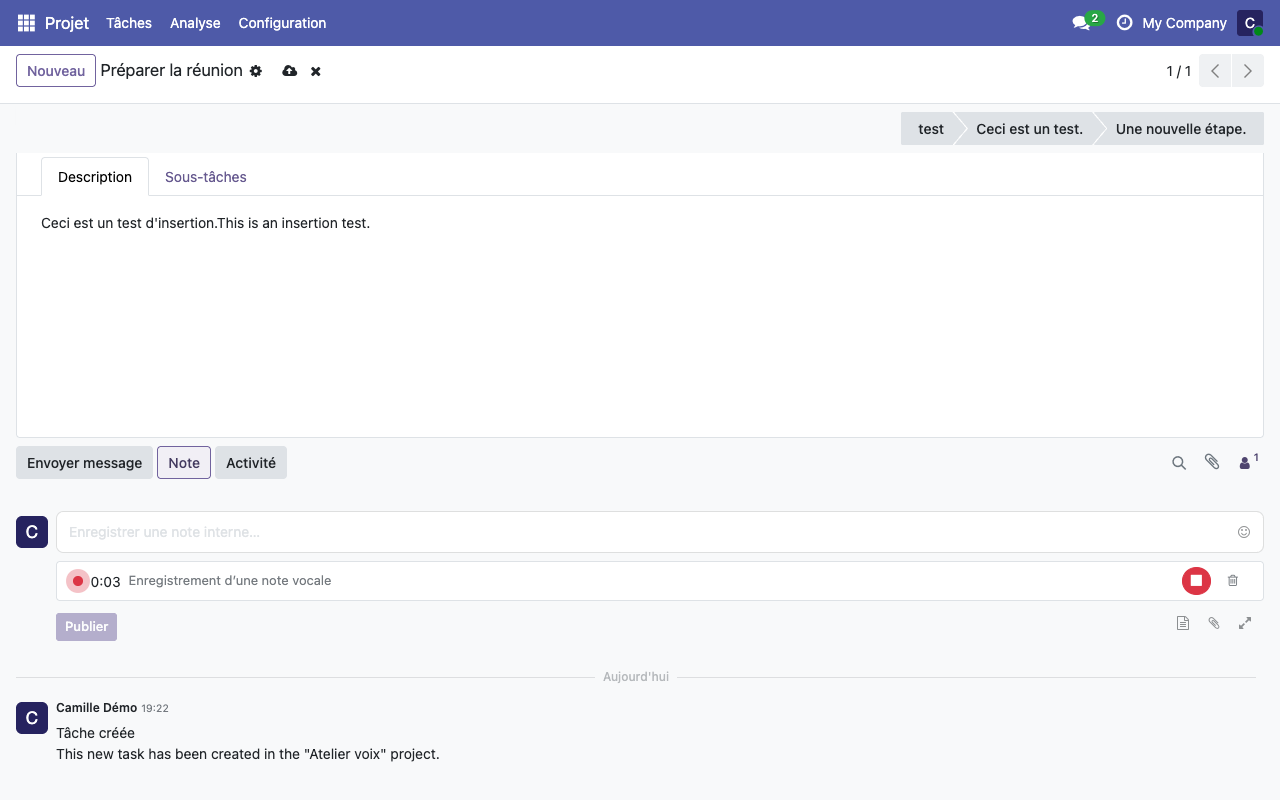 Projet Tâches Analyse Configuration 2 My Company C
Nouveau Préparer la réunion 1 / 1
test Ceci est un test. Une nouvelle étape.
Description Sous-tâches
Ceci est un test d'insertion.This is an insertion test.
Envoyer message Note Activité 1
C Enregistrer une note interne...
0:03 Enregistrement d’une note vocale
Publier
Aujourd'hui
C Camille Démo 19:22
Tâche créée
This new task has been created in the "Atelier voix" project.